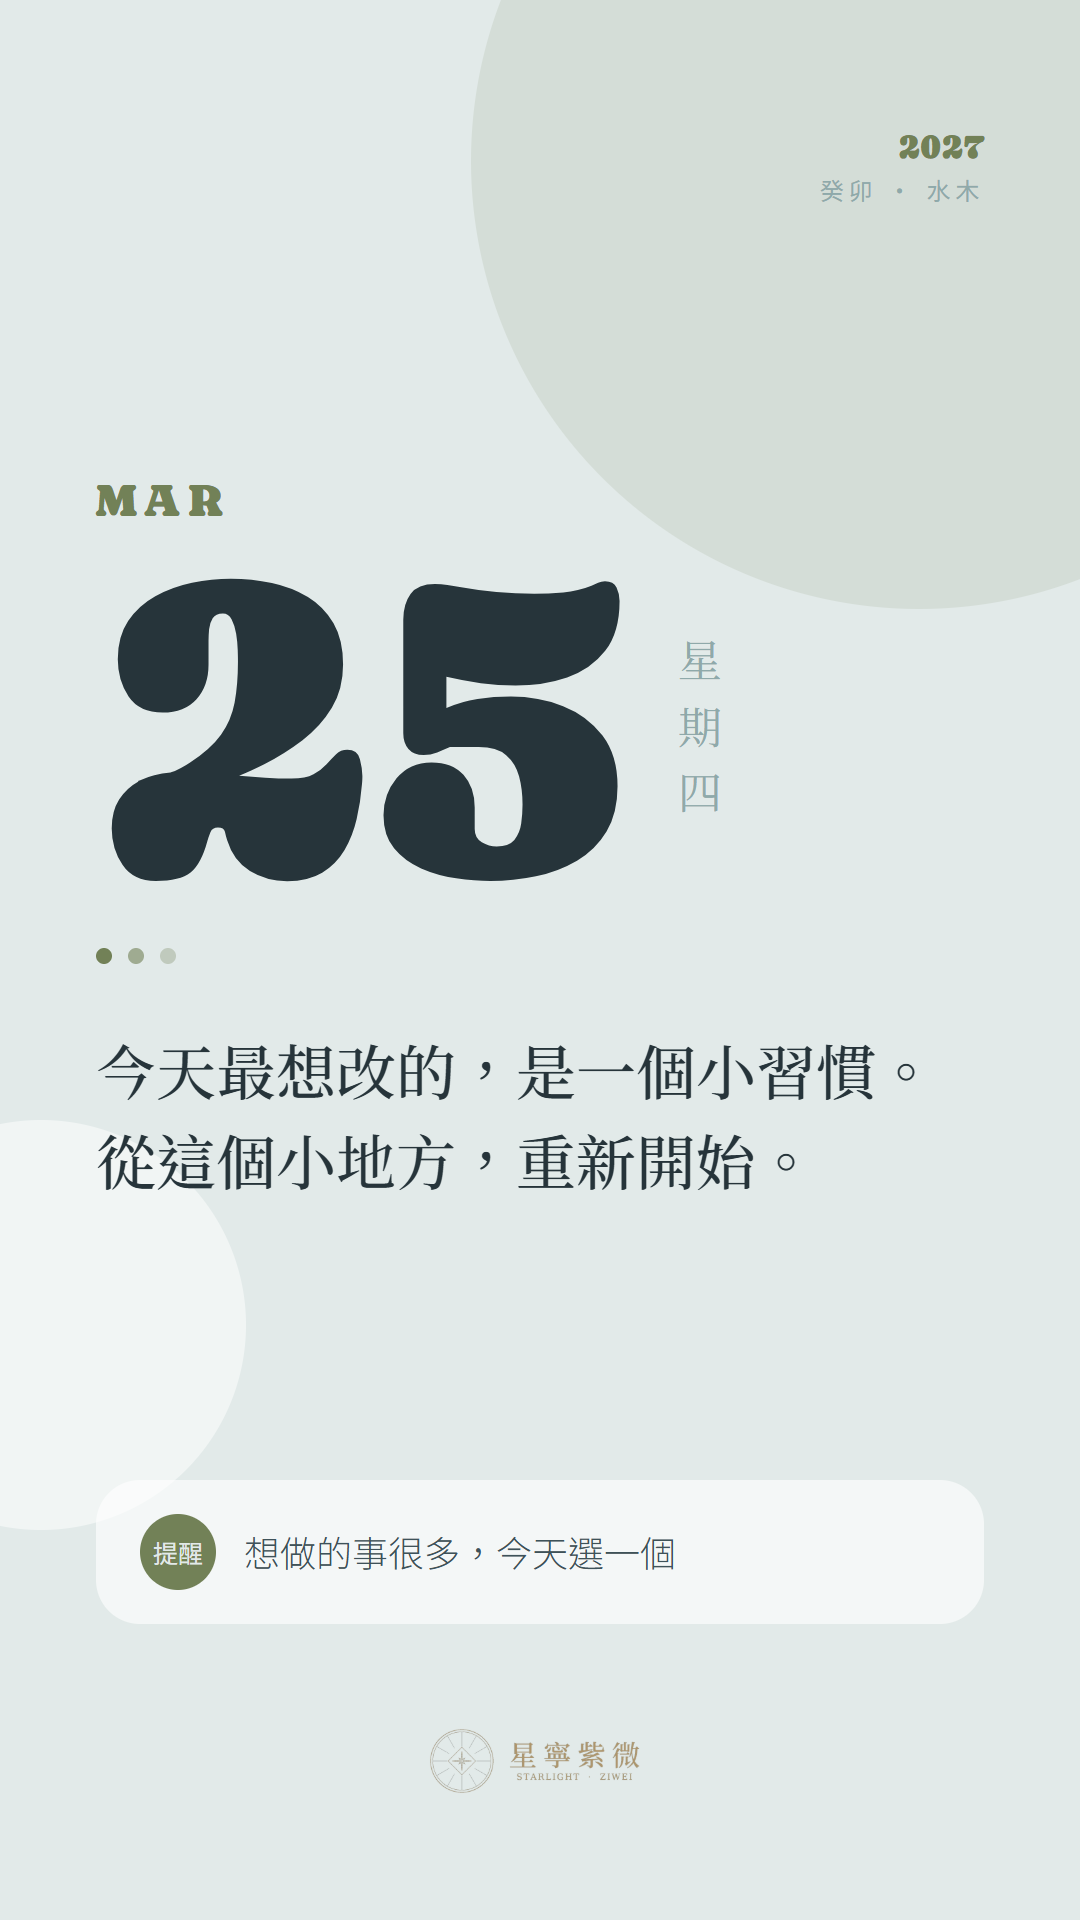 2027
癸卯 · 水木
MAR
25
星期四
今天最想改的，是一個小習慣。
從這個小地方，重新開始。
提醒
想做的事很多，今天選一個
星寧紫微
STARLIGHT · ZIWEI